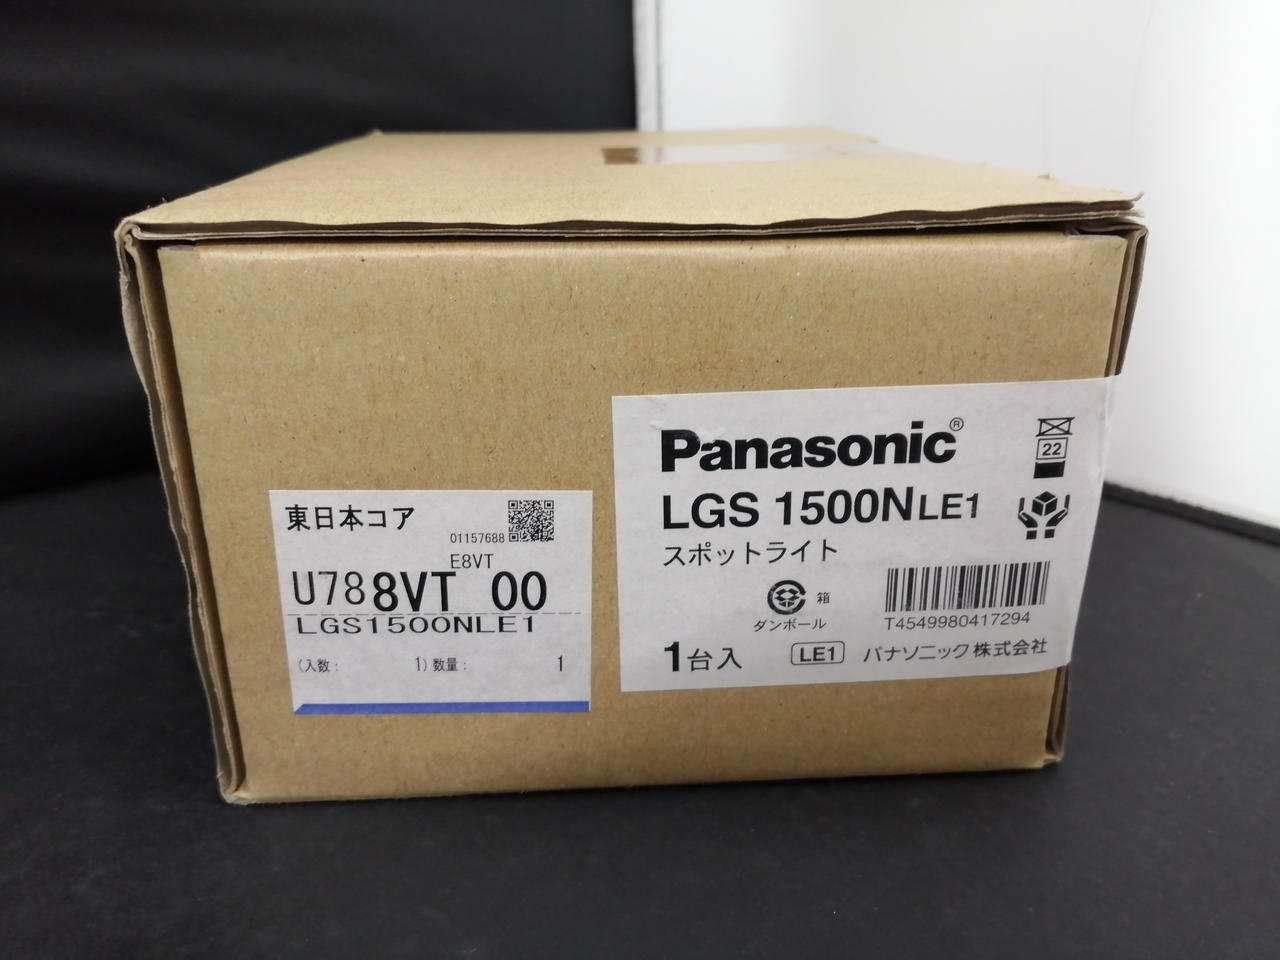 東日本コア
01157688
E8VT
U788VT 00
LGS1500NLE1
(入数: 1) 数量: 1
Panasonic®
LGS 1500NLE1
スポットライト
22
箱
ダンボール
T4549980417294
1台入
LE1
パナソニック株式会社